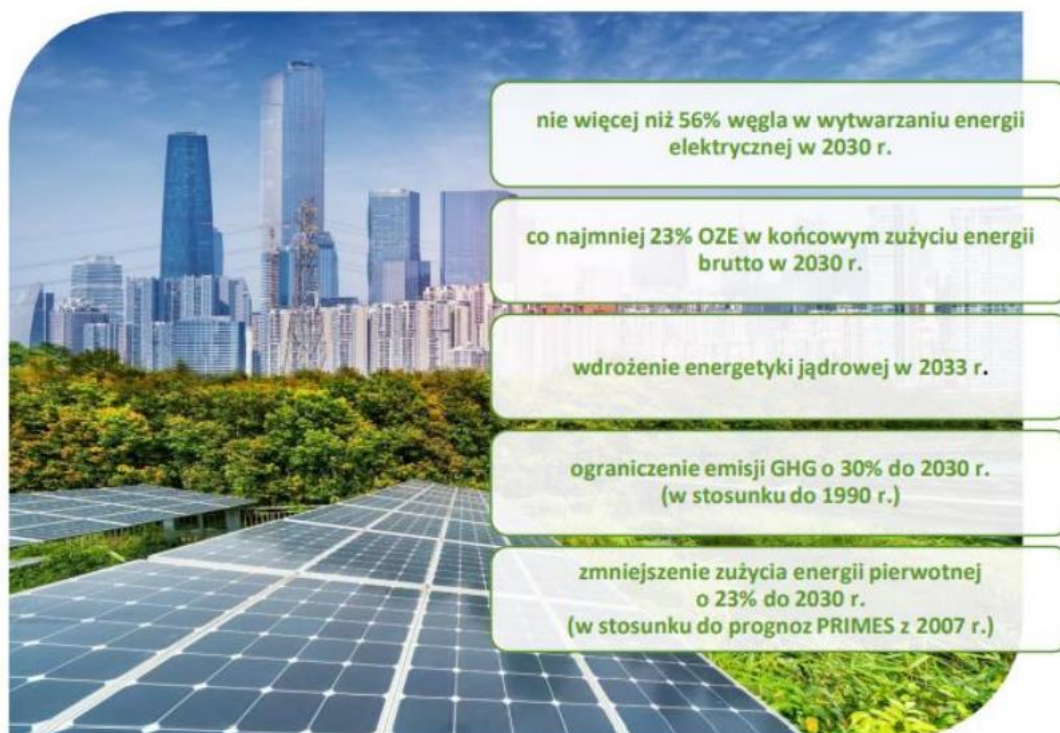 nie więcej niż 56% węgla w wytwarzaniu energii
elektrycznej w 2030 r.
co najmniej 23% OZE w końcowym zużyciu energii
brutto w 2030 r.
wdrożenie energetyki jądrowej w 2033 r.
ograniczenie emisji GHG o 30% do 2030 r.
(w stosunku do 1990 r.)
zmniejszenie zużycia energii pierwotnej
o 23% do 2030 r.
(w stosunku do prognoz PRIMES z 2007 r.)